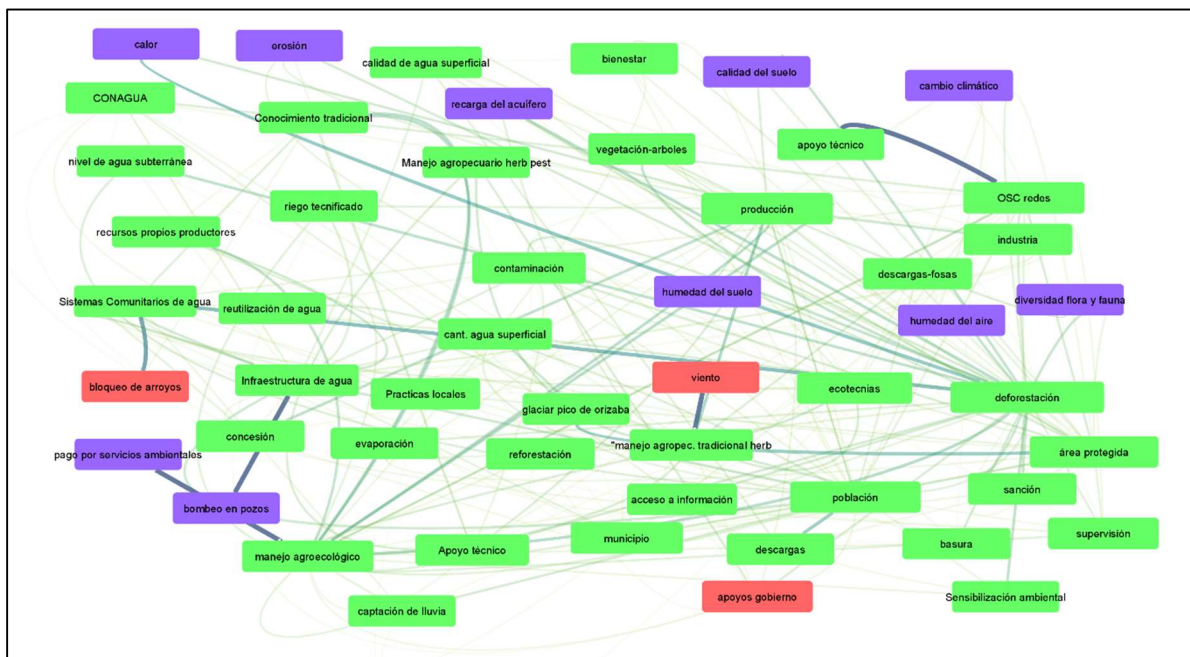 calor
erosión
calidad de agua superficial
bienestar
calidad del suelo
cambio climático
CONAGUA
Conocimiento tradicional
recarga del acuífero
vegetación-arboles
apoyo técnico
nivel de agua subterránea
Manejo agropecuario herb pest
OSC redes
riego tecnificado
producción
recursos propios productores
industria
contaminación
descargas-fosas
Sistemas Comunitarios de agua
reutilización de agua
humedad del suelo
diversidad flora y fauna
cant. agua superficial
humedad del aire
bloqueo de arroyos
Infraestructura de agua
Practicas locales
viento
ecotecnias
deforestación
glaciar pico de orizaba
concesión
evaporación
"manejo agropec. tradicional herb
pago por servicios ambientales
reforestación
área protegida
bombeo en pozos
acceso a información
población
sanción
manejo agroecológico
Apoyo técnico
municipio
descargas
basura
supervisión
captación de lluvia
apoyos gobierno
Sensibilización ambiental